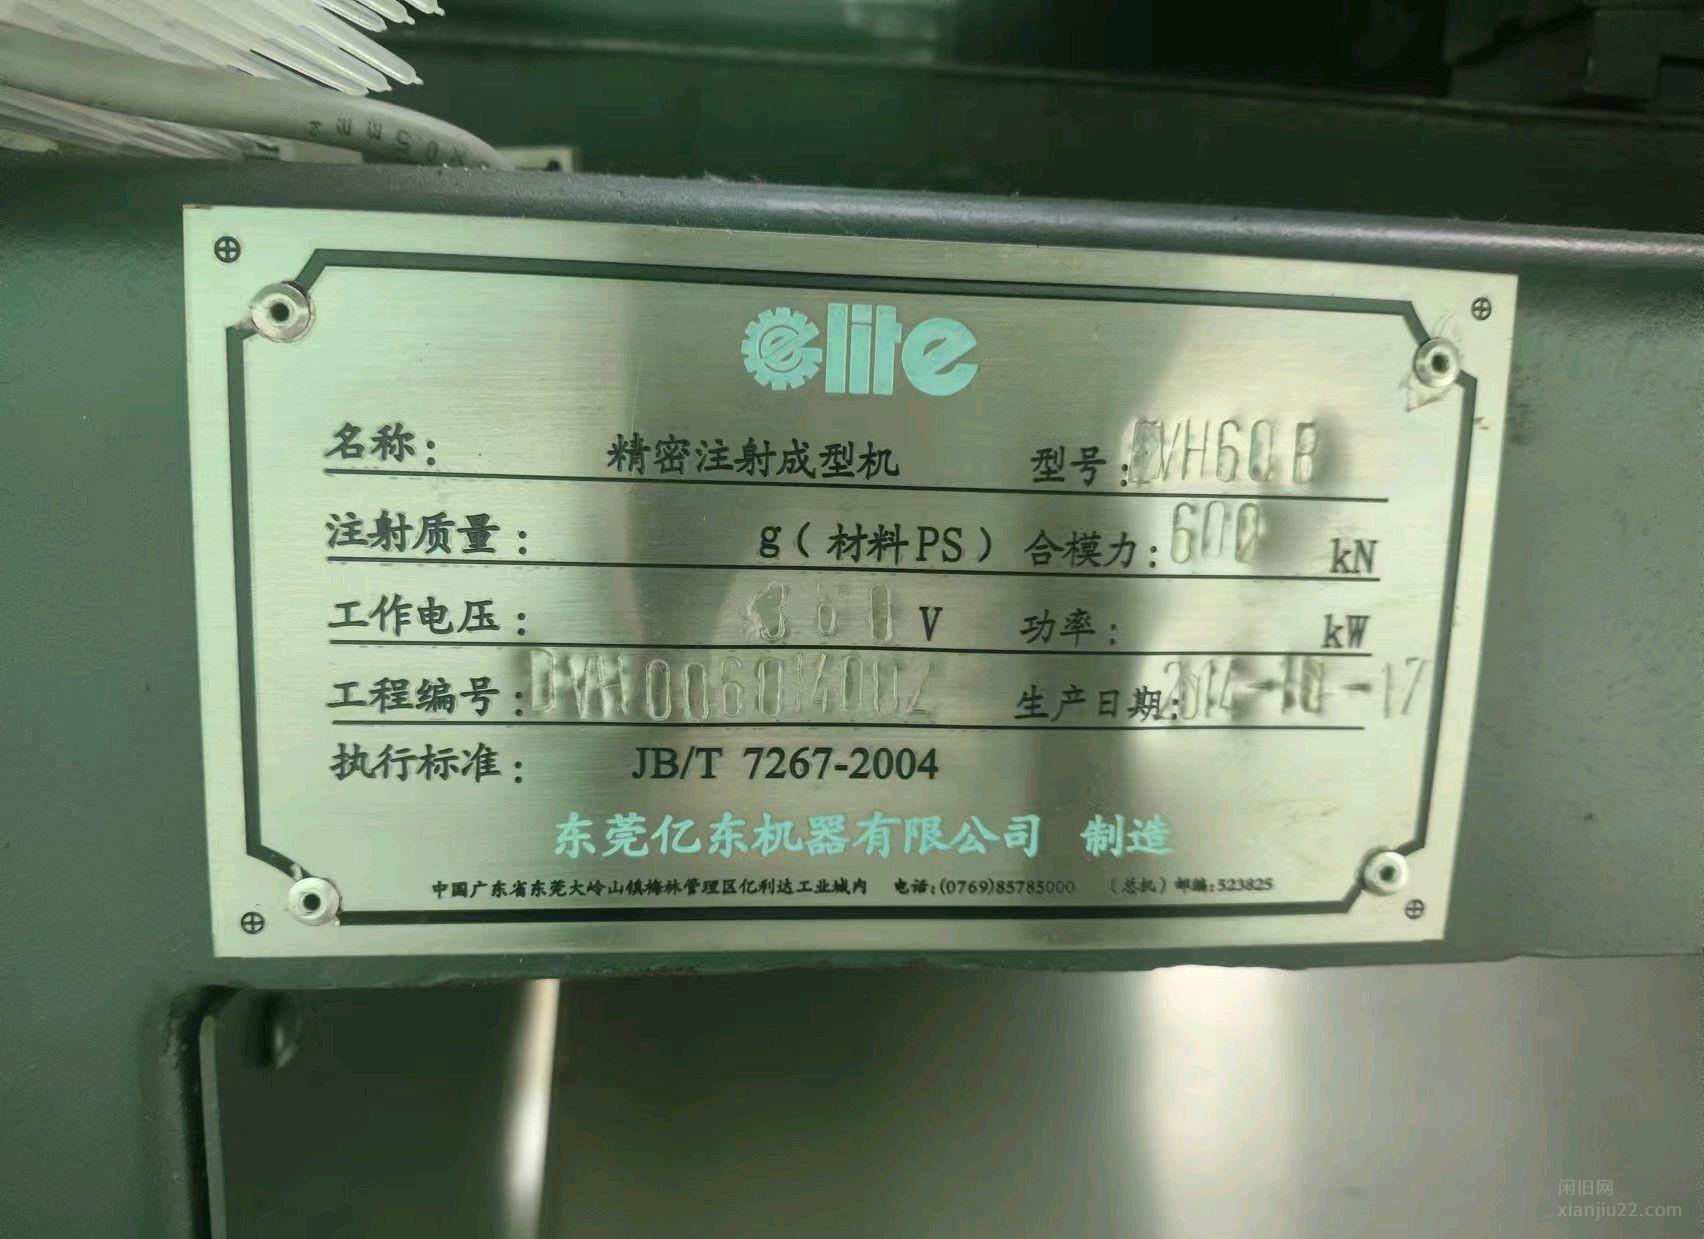 elite
名称： 精密注射成型机 型号：DVH60B
注射质量： g（材料PS） 合模力：600 kN
工作电压： 380 V 功率： kW
工程编号：DVH006014002 生产日期：2014-10-17
执行标准： JB/T 7267-2004
东莞亿东机器有限公司 制造
中国广东省东莞大岭山镇梅林管理区亿利达工业城内 电话：(0769)85785000 （总机）邮编：523825
闲旧网
xianjiu22.com